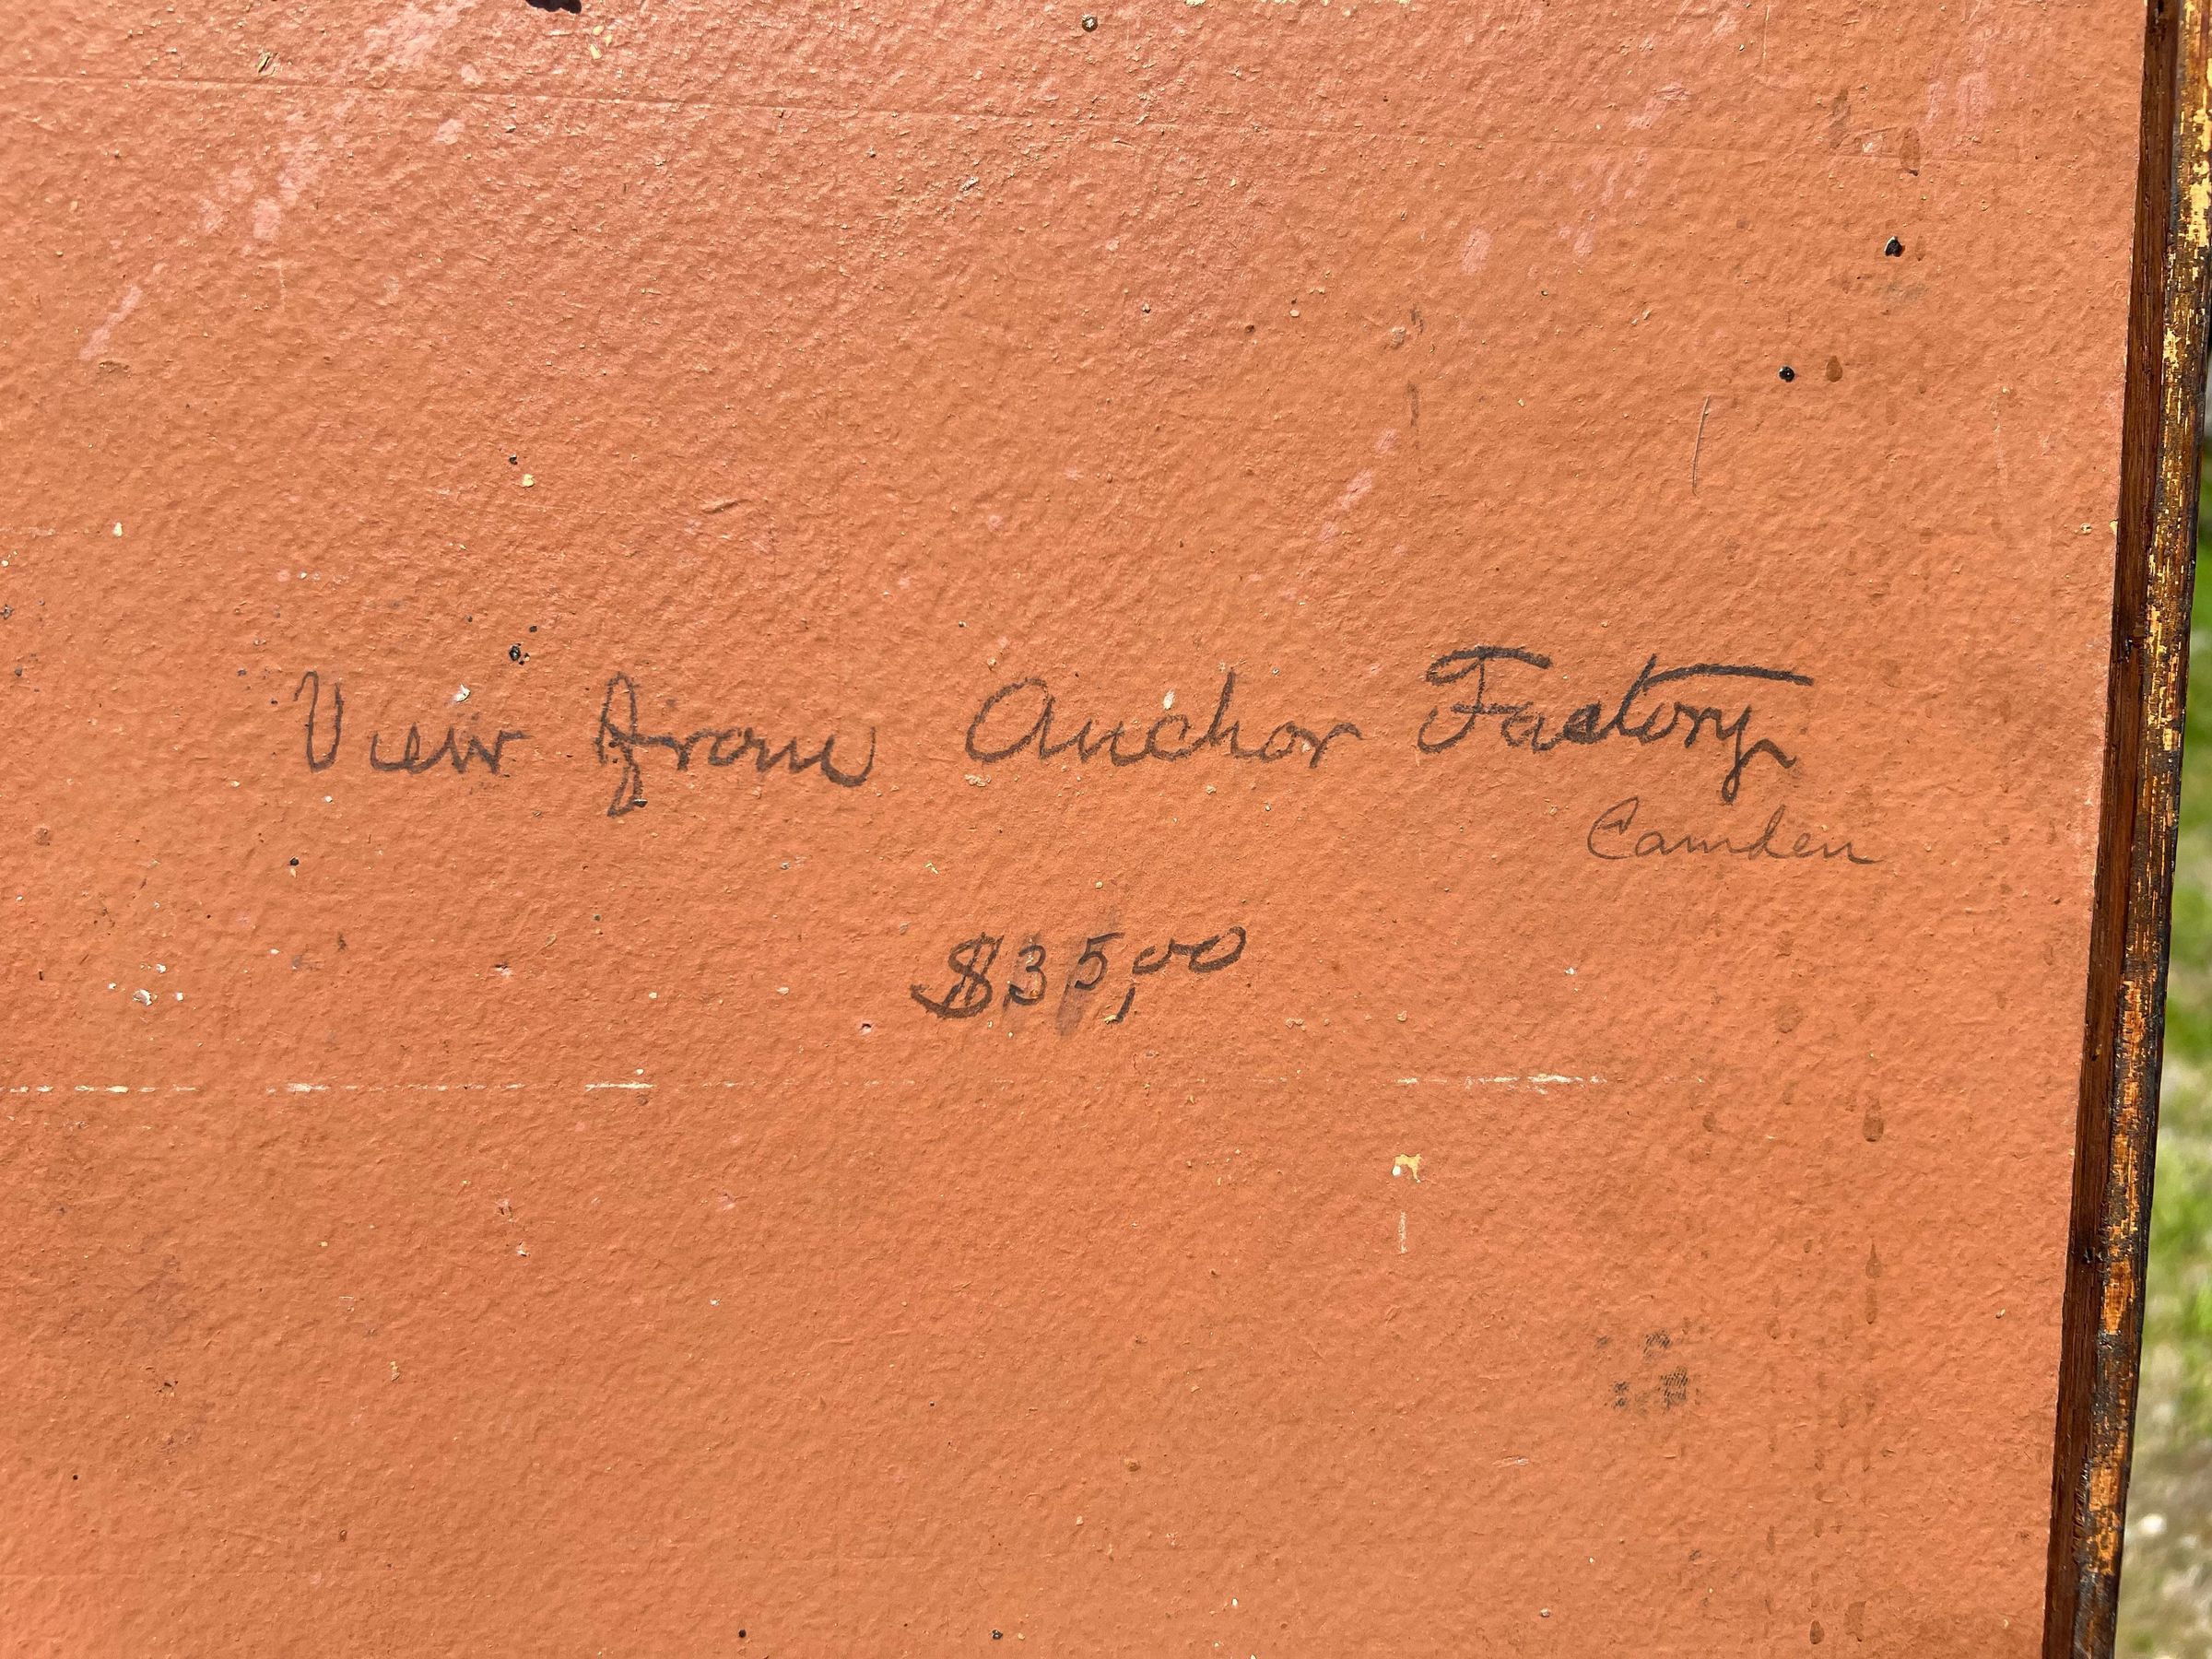 View from Anchor Factory
Camden
$35,00